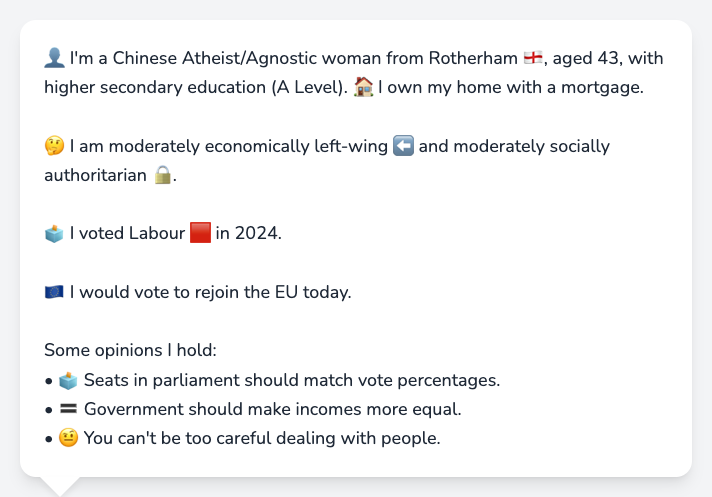 👤 I'm a Chinese Atheist/Agnostic woman from Rotherham 🏴󠁧󠁢󠁥󠁮󠁧󠁿, aged 43, with
higher secondary education (A Level). 🏠 I own my home with a mortgage.
🤔 I am moderately economically left-wing ⬅️ and moderately socially
authoritarian 🔒.
🗳️ I voted Labour 🟥 in 2024.
🇪🇺 I would vote to rejoin the EU today.
Some opinions I hold:
• 🗳️ Seats in parliament should match vote percentages.
• 🟰 Government should make incomes more equal.
• 🤨 You can't be too careful dealing with people.